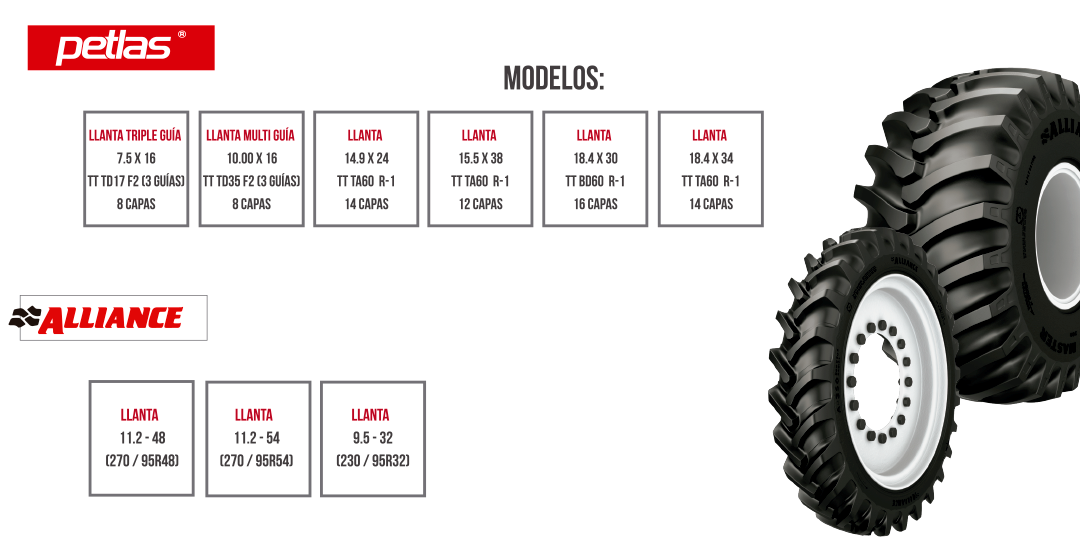 petlas®
MODELOS:
LLANTA TRIPLE GUÍA
7.5 X 16
TT TD17 F2 (3 GUÍAS)
8 CAPAS
LLANTA MULTI GUÍA
10.00 X 16
TT TD35 F2 (3 GUÍAS)
8 CAPAS
LLANTA
14.9 X 24
TT TA60 R-1
14 CAPAS
LLANTA
15.5 X 38
TT TA60 R-1
12 CAPAS
LLANTA
18.4 X 30
TT BD60 R-1
16 CAPAS
LLANTA
18.4 X 34
TT TA60 R-1
14 CAPAS
ALLIANCE
LLANTA
11.2 - 48
(270 / 95R48)
LLANTA
11.2 - 54
(270 / 95R54)
LLANTA
9.5 - 32
(230 / 95R32)
ALLIANCE
MASTER
ALLIANCE
ALLIANCE